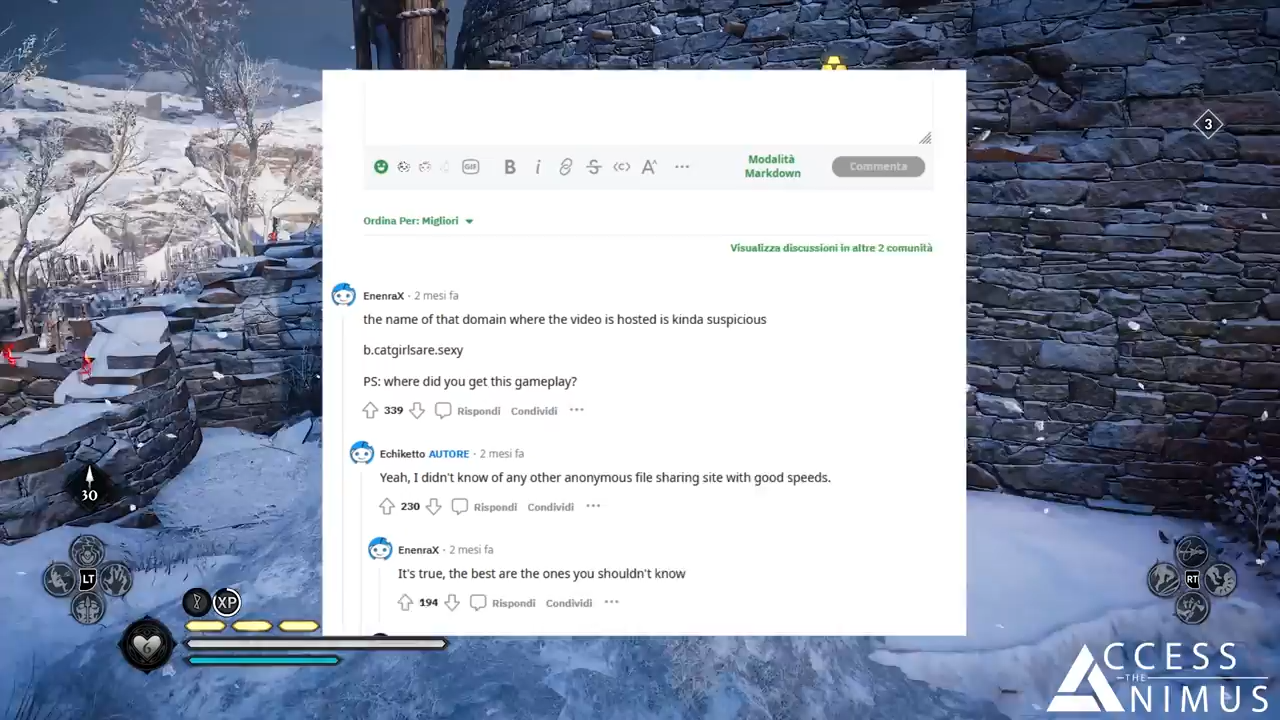 3
GIF
B i
Modalità
Markdown
Commenta
Ordina Per: Migliori
Visualizza discussioni in altre 2 comunità
EnenraX · 2 mesi fa
the name of that domain where the video is hosted is kinda suspicious
b.catgirlsare.sexy
PS: where did you get this gameplay?
339 Rispondi Condividi ...
Echiketto AUTORE · 2 mesi fa
Yeah, I didn't know of any other anonymous file sharing site with good speeds.
230 Rispondi Condividi ...
EnenraX · 2 mesi fa
It's true, the best are the ones you shouldn't know
194 Rispondi Condividi ...
30
LT
XP
6
RT
ACCESS
THE
ANIMUS